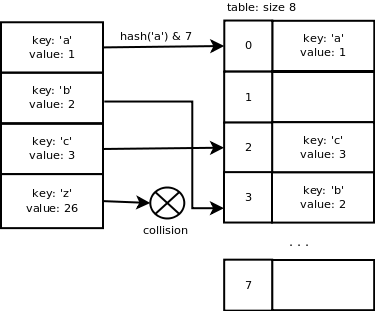 table: size 8
key: 'a'
value: 1
hash('a') & 7
0
key: 'a'
value: 1
key: 'b'
value: 2
1
key: 'c'
value: 3
2
key: 'c'
value: 3
key: 'z'
value: 26
3
key: 'b'
value: 2
collision
. . .
7